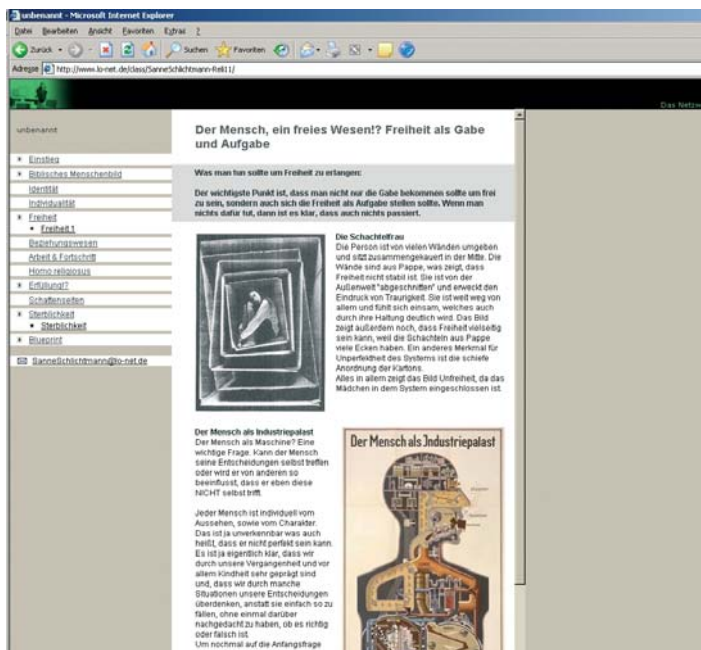 unbenannt - Microsoft Internet Explorer
Datei Bearbeiten Ansicht Favoriten Extras ?
Zurück Suchen Favoriten
Adresse http://www.lo-net.de/class/SanneSchlichtmann-Reli11/
Das Netzw
unbenannt
Einstieg
Biblisches Menschenbild
Identität
Individualität
Freiheit
Freiheit 1
Beziehungswesen
Arbeit & Fortschritt
Homo religiosus
Erfüllung!?
Schattenseiten
Sterblichkeit
Sterblichkeit
Blueprint
SanneSchlichtmann@lo-net.de
Der Mensch, ein freies Wesen!? Freiheit als Gabe
und Aufgabe
Was man tun sollte um Freiheit zu erlangen:
Der wichtigste Punkt ist, dass man nicht nur die Gabe bekommen sollte um frei
zu sein, sondern auch sich die Freiheit als Aufgabe stellen sollte. Wenn man
nichts dafür tut, dann ist es klar, dass auch nichts passiert.
Die Schachtelfrau
Die Person ist von vielen Wänden umgeben
und sitzt zusammengekauert in der Mitte. Die
Wände sind aus Pappe, was zeigt, dass
Freiheit nicht stabil ist. Sie ist von der
Außenwelt "abgeschnitten" und erweckt den
Eindruck von Traurigkeit. Sie ist weit weg von
allem und fühlt sich einsam, welches auch
durch ihre Haltung deutlich wird. Das Bild
zeigt außerdem noch, dass Freiheit vielseitig
sein kann, weil die Schachteln aus Pappe
viele Ecken haben. Ein anderes Merkmal für
Unperfektheit des Systems ist die schiefe
Anordnung der Kartons.
Alles in allem zeigt das Bild Unfreiheit, da das
Mädchen in dem System eingeschlossen ist.
Der Mensch als Industriepalast
Der Mensch als Maschine? Eine
wichtige Frage. Kann der Mensch
seine Entscheidungen selbst treffen
oder wird er von anderen so
beeinflusst, dass er eben diese
NICHT selbst trifft.
Jeder Mensch ist individuell vom
Aussehen, sowie vom Charakter.
Das ist ja unverkennbar was auch
heißt, dass er nicht perfekt sein kann.
Es ist ja eigentlich klar, dass wir
durch unsere Vergangenheit und vor
allem Kindheit sehr geprägt sind
und, dass wir durch manche
Situationen unsere Entscheidungen
überdenken, anstatt sie einfach so zu
fällen, ohne einmal darüber
nachgedacht zu haben, ob es richtig
oder falsch ist.
Um nochmal auf die Anfangsfrage
Der Mensch als Industriepalast